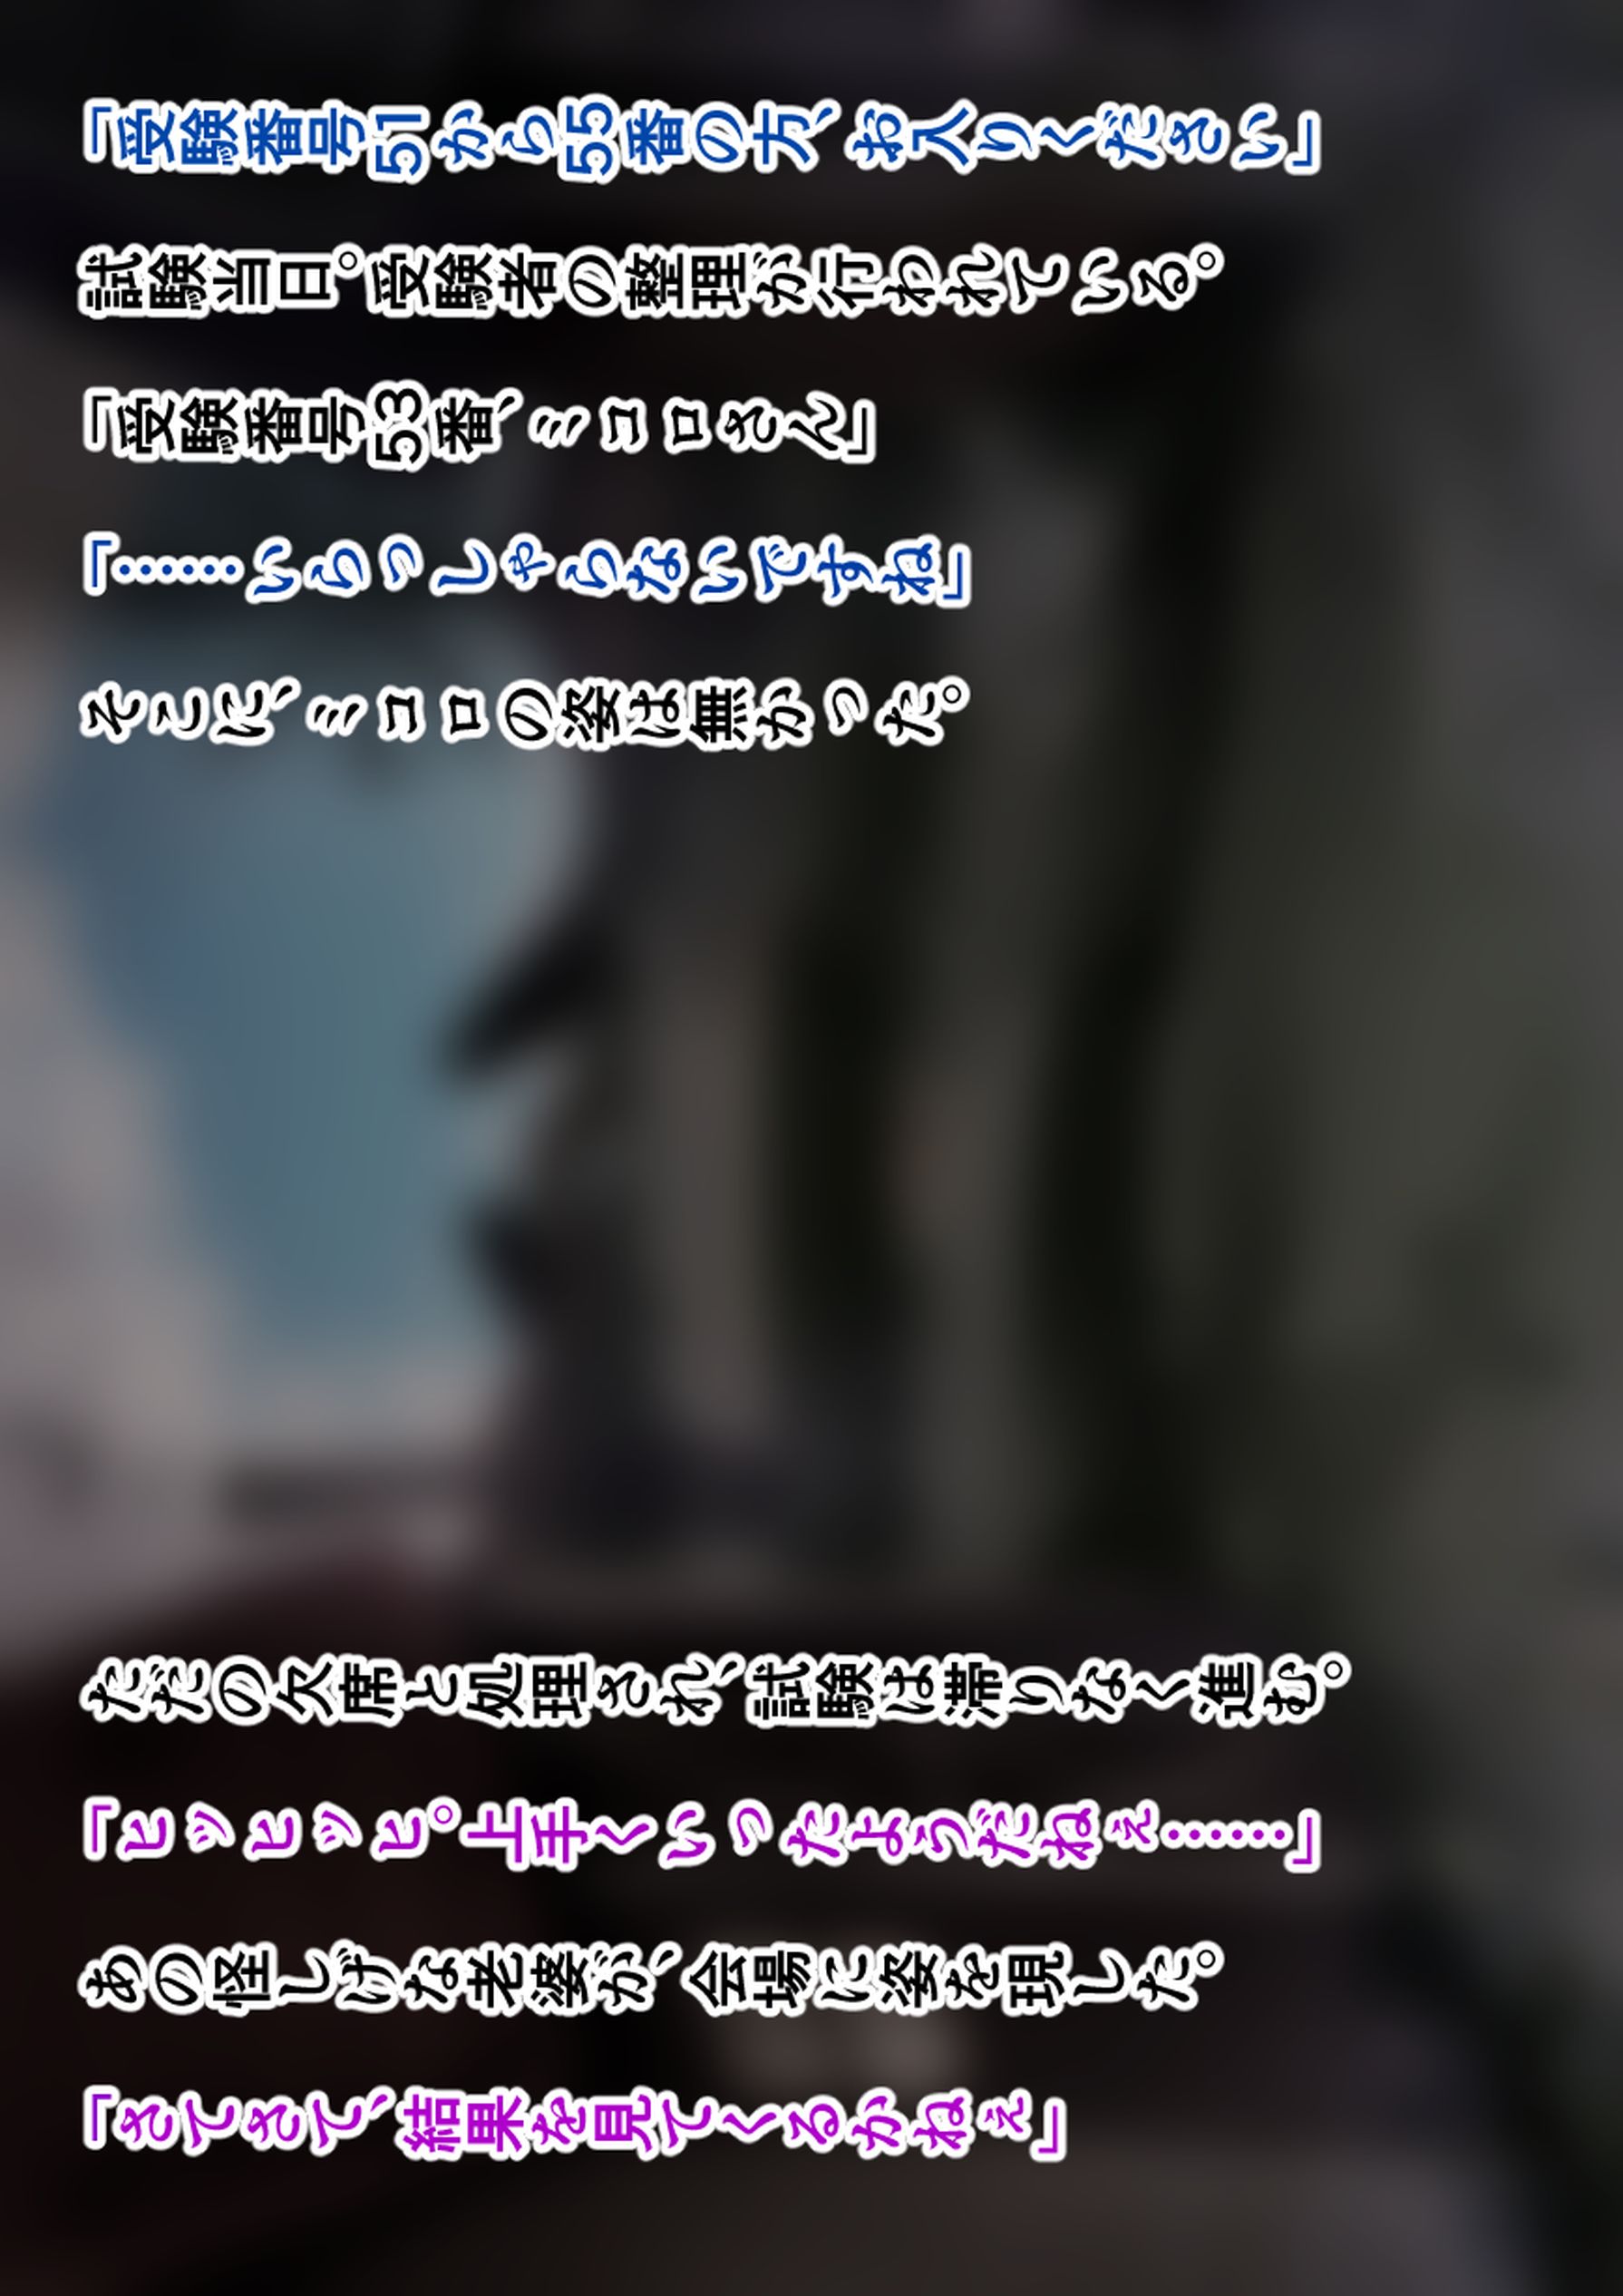 「受験番号51から55番の方、お入りください」
試験当日。受験者の整理が行われている。
「受験番号53番、ミコロさん」
「……いらっしゃらないですね」
そこに、ミコロの姿は無かった。
ただの欠席と処理され、試験は滞りなく進む。
「ヒッヒッヒ。上手くいったようだねぇ……」
あの怪しげな老婆が、会場に姿を現した。
「さてさて、結果を見てくるかねぇ」